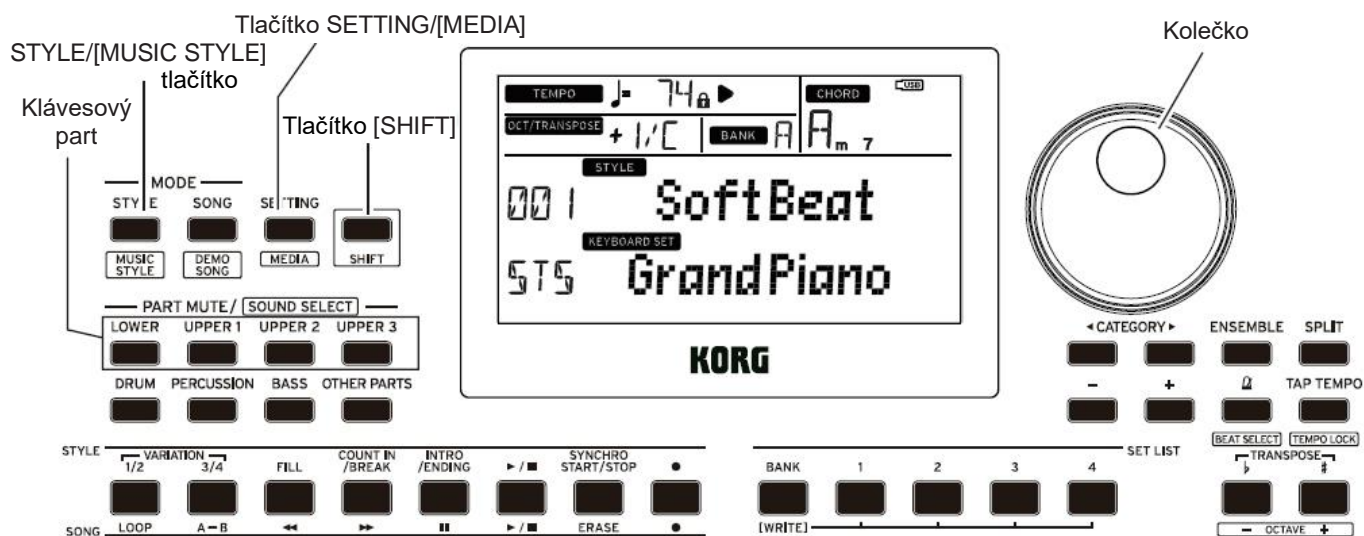 Tlačítko SETTING/[MEDIA]
STYLE/[MUSIC STYLE]
tlačítko
Klávesový
part
Tlačítko [SHIFT]
Kolečko
MODE
STYLE SONG SETTING
MUSIC STYLE
DEMO SONG
MEDIA
SHIFT
PART MUTE/ SOUND SELECT
LOWER UPPER 1 UPPER 2 UPPER 3
DRUM PERCUSSION BASS OTHER PARTS
TEMPO ♩= 74 ▶
CHORD
USB
OCT/TRANSPOSE + 1/C
BANK A
Am 7
STYLE
001 SoftBeat
KEYBOARD SET
STS GrandPiano
KORG
◄ CATEGORY ► ENSEMBLE SPLIT
− + TAP TEMPO
BEAT SELECT TEMPO LOCK
TRANSPOSE
♭ ♯
− OCTAVE +
STYLE
VARIATION
1/2 3/4 FILL COUNT IN /BREAK INTRO /ENDING ►/■ SYNCHRO START/STOP ●
SONG LOOP A−B ◄◄ ►► ▮▮ ►/■ ERASE ●
SET LIST
BANK 1 2 3 4
[WRITE]